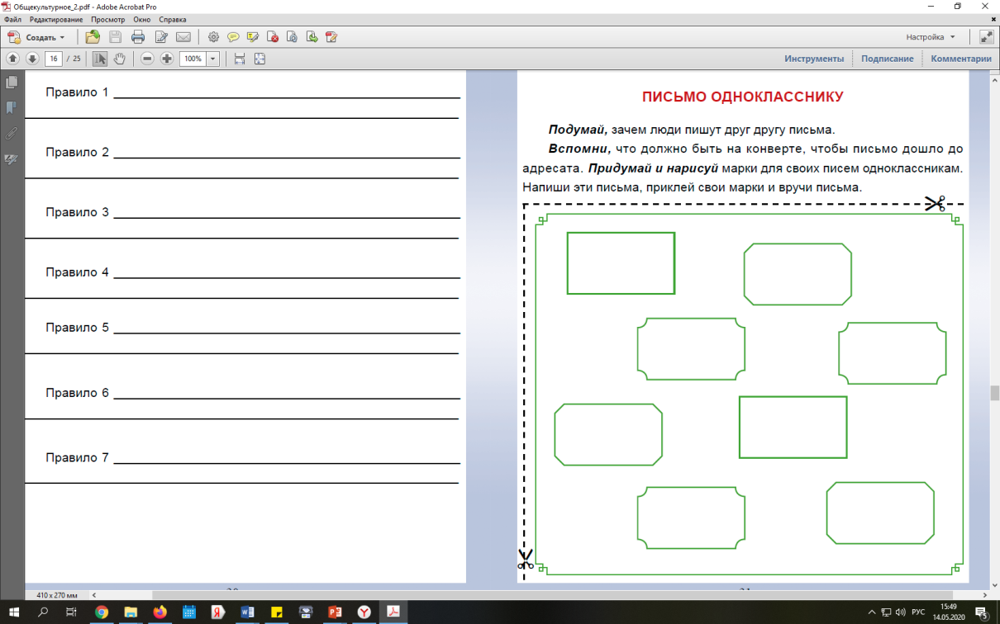 Общекультурное_2.pdf - Adobe Acrobat Pro
Файл Редактирование Просмотр Окно Справка
Создать
Настройка
16 / 25
100%
Инструменты Подписание Комментарии
Правило 1
Правило 2
Правило 3
Правило 4
Правило 5
Правило 6
Правило 7
ПИСЬМО ОДНОКЛАССНИКУ
Подумай, зачем люди пишут друг другу письма.
Вспомни, что должно быть на конверте, чтобы письмо дошло до
адресата. Придумай и нарисуй марки для своих писем одноклассникам.
Напиши эти письма, приклей свои марки и вручи письма.
410 x 270 мм
РУС
15:49
14.05.2020
5